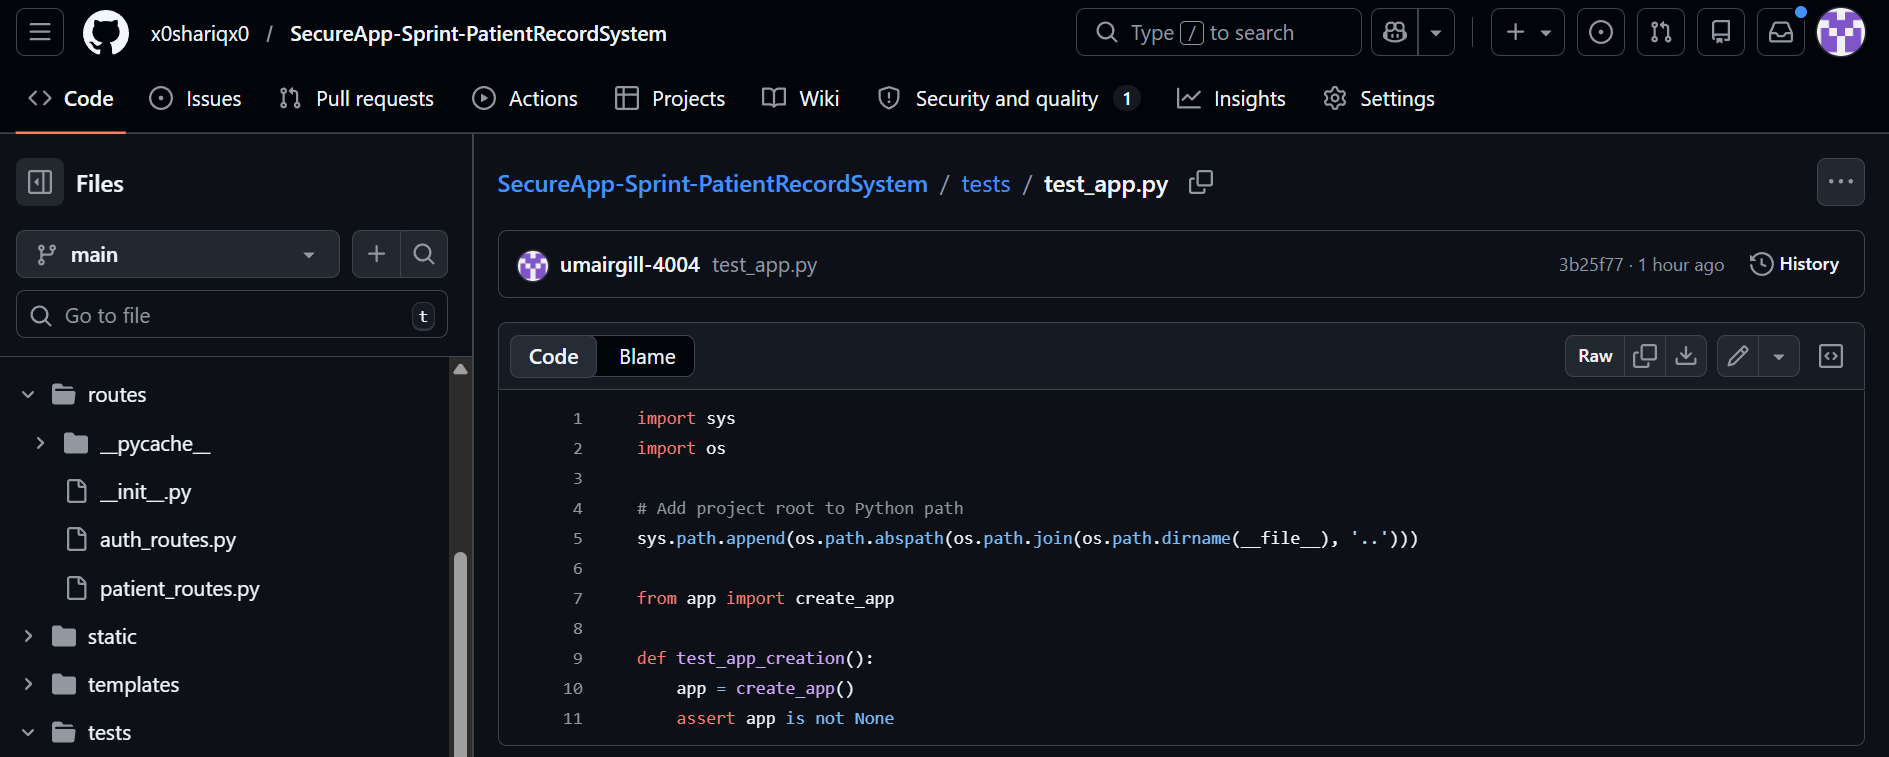 x0shariqx0 / SecureApp-Sprint-PatientRecordSystem
Type / to search
Code
Issues
Pull requests
Actions
Projects
Wiki
Security and quality 1
Insights
Settings
Files
main
Go to file
t
routes
__pycache__
__init__.py
auth_routes.py
patient_routes.py
static
templates
tests
SecureApp-Sprint-PatientRecordSystem / tests / test_app.py
umairgill-4004 test_app.py
3b25f77 · 1 hour ago
History
Code
Blame
Raw
1 import sys
2 import os
3
4 # Add project root to Python path
5 sys.path.append(os.path.abspath(os.path.join(os.path.dirname(__file__), '..')))
6
7 from app import create_app
8
9 def test_app_creation():
10     app = create_app()
11     assert app is not None